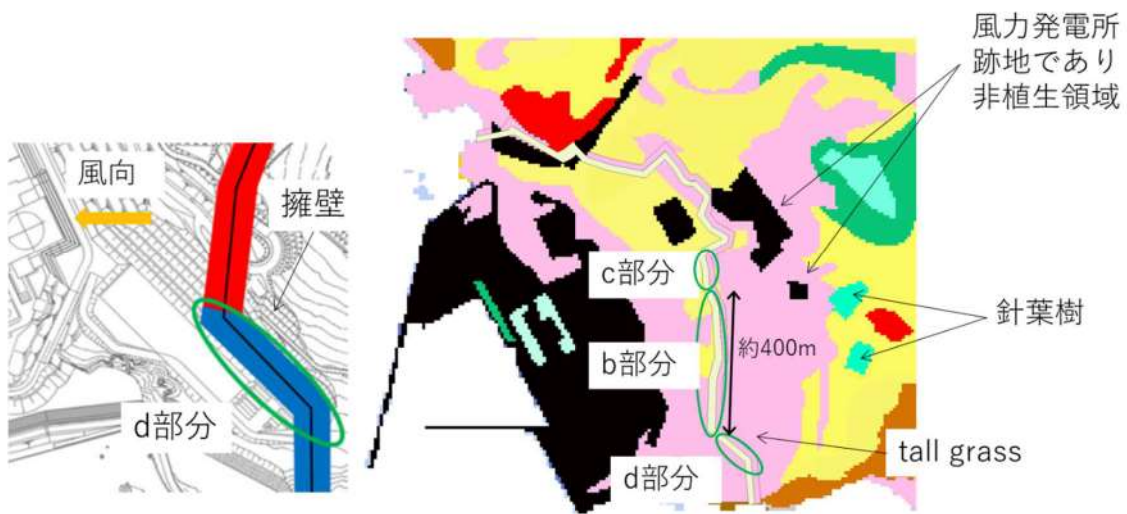 風力発電所
跡地であり
非植生領域
風向
擁壁
c部分
針葉樹
約400m
b部分
d部分
tall grass
d部分